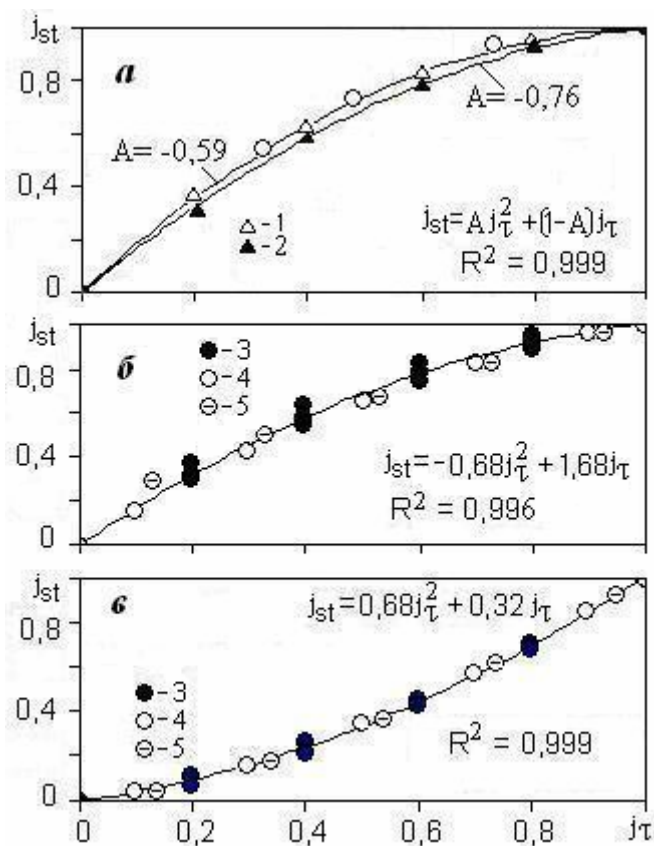 jst
0,8
а
A= -0,76
A= -0,59
0,4
-1
-2
jst=Ajτ²+(1-A)jτ
R² = 0,999
0
jst
0,8
б
-3
-4
-5
0,4
jst=-0,68jτ²+1,68jτ
R² = 0,996
0
jst
0,8
в
jst=0,68jτ²+0,32jτ
-3
-4
-5
0,4
R² = 0,999
0
0 0,2 0,4 0,6 0,8 jτ